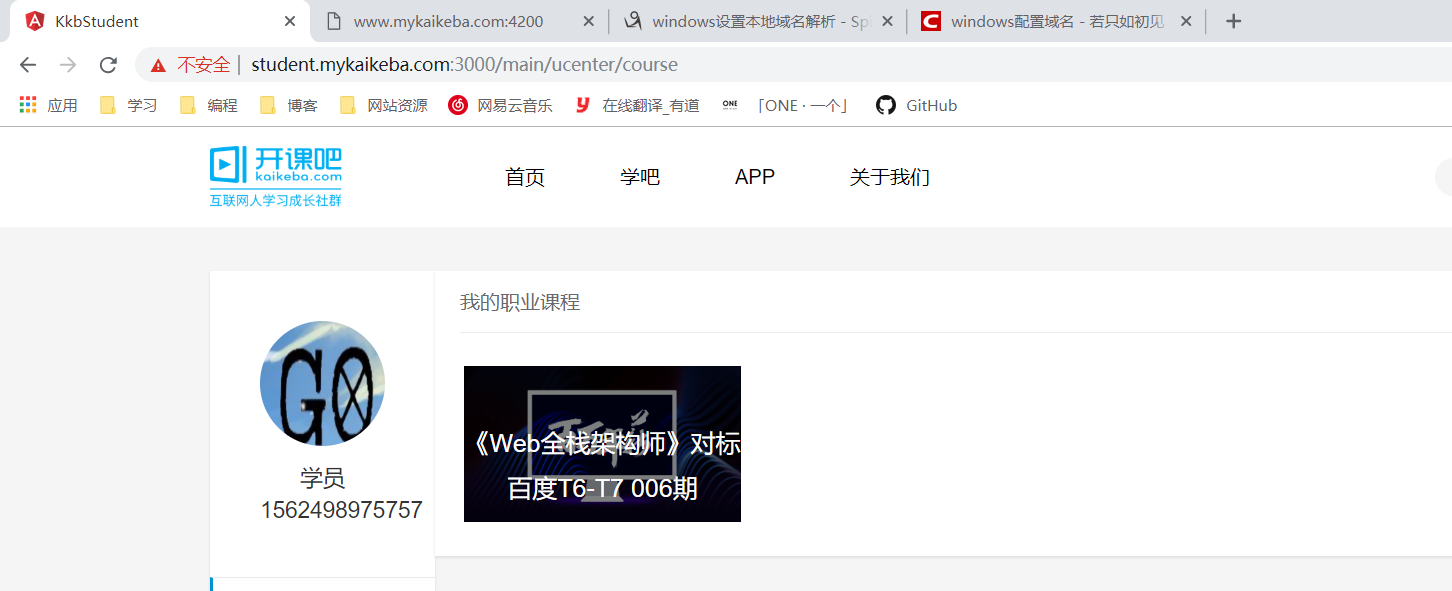 KkbStudent
www.mykaikeba.com:4200
windows设置本地域名解析 - Spl
windows配置域名 - 若只如初见
不安全 | student.mykaikeba.com:3000/main/ucenter/course
应用 学习 编程 博客 网站资源 网易云音乐 在线翻译_有道 ONE 「ONE · 一个」 GitHub
开课吧
kaikeba.com
互联网人学习成长社群
首页 学吧 APP 关于我们
我的职业课程
GO
《Web全栈架构师》对标
百度T6-T7 006期
学员
1562498975757